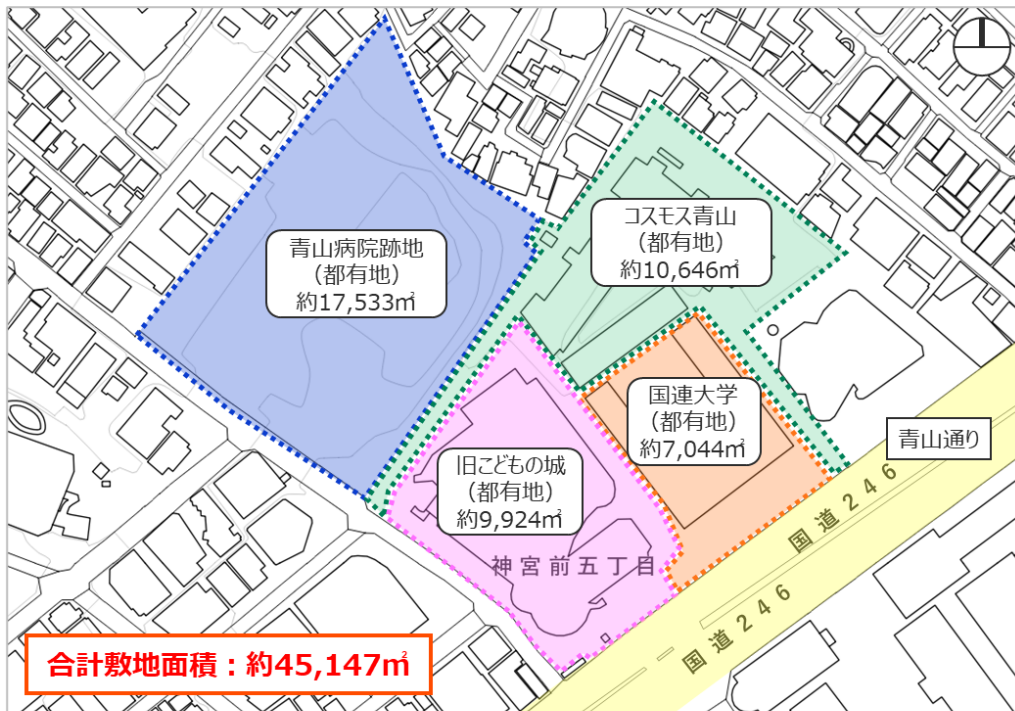 青山病院跡地
（都有地）
約17,533㎡
コスモス青山
（都有地）
約10,646㎡
国連大学
（都有地）
約7,044㎡
青山通り
旧こどもの城
（都有地）
約9,924㎡
神宮前五丁目
国道246
国道246
合計敷地面積：約45,147㎡